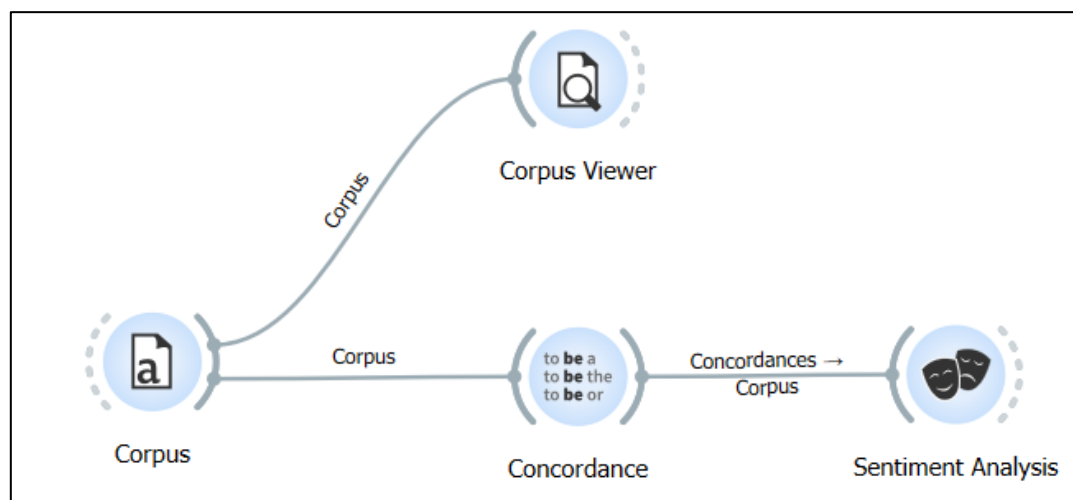 Corpus Viewer
Corpus
a
Corpus
Corpus
to be a
to be the
to be or
Concordance
Concordances →
Corpus
Sentiment Analysis